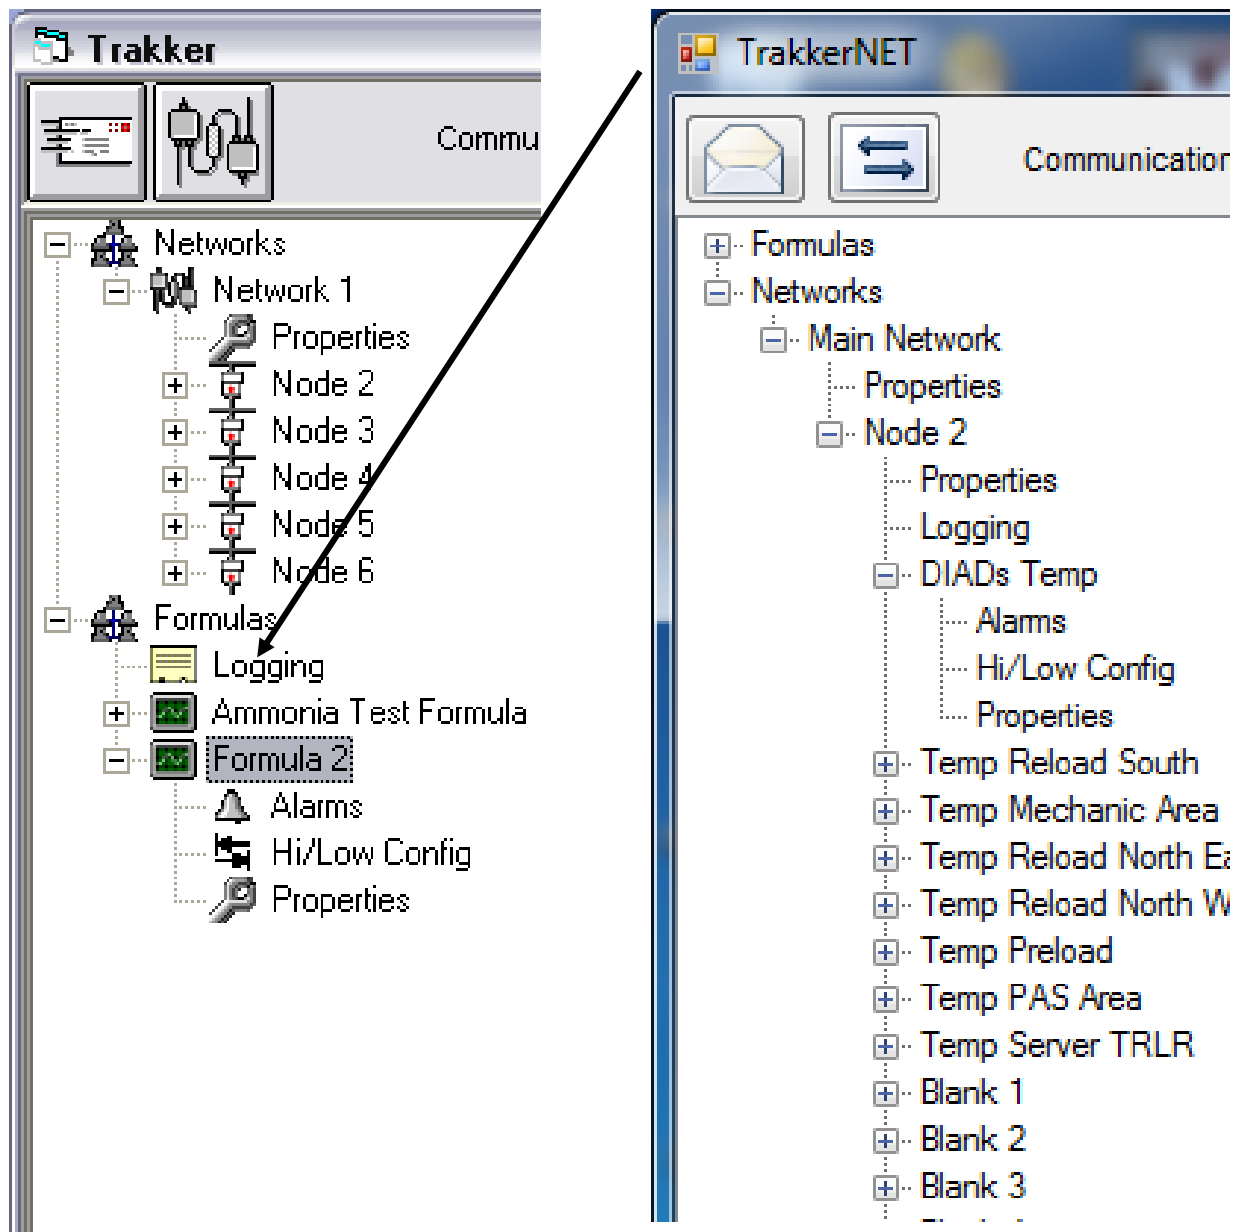 Trakker
Commu
Networks
Network 1
Properties
Node 2
Node 3
Node 4
Node 5
Node 6
Formulas
Logging
Ammonia Test Formula
Formula 2
Alarms
Hi/Low Config
Properties
TrakkerNET
Communication
Formulas
Networks
Main Network
Properties
Node 2
Properties
Logging
DIADs Temp
Alarms
Hi/Low Config
Properties
Temp Reload South
Temp Mechanic Area
Temp Reload North Ea
Temp Reload North W
Temp Preload
Temp PAS Area
Temp Server TRLR
Blank 1
Blank 2
Blank 3